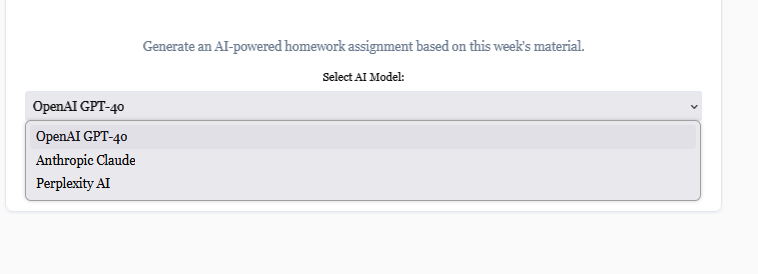 Generate an AI-powered homework assignment based on this week's material.
Select AI Model:
OpenAI GPT-4o
OpenAI GPT-4o
Anthropic Claude
Perplexity AI